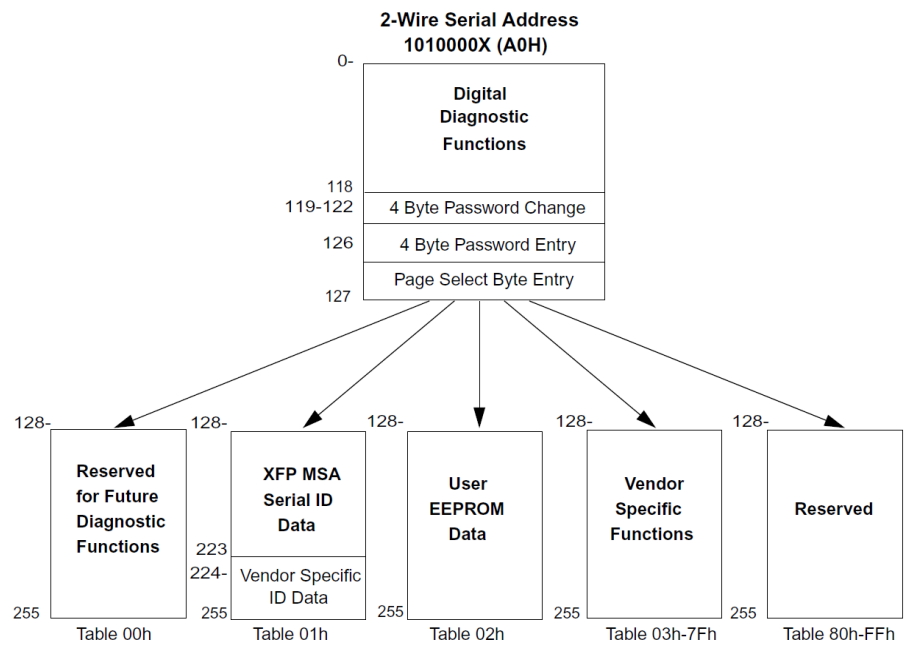 2-Wire Serial Address
1010000X (A0H)
0-
Digital
Diagnostic
Functions
118
119-122
4 Byte Password Change
126
4 Byte Password Entry
Page Select Byte Entry
127
128-
Reserved
for Future
Diagnostic
Functions
255
Table 00h
128-
XFP MSA
Serial ID
Data
223
224-
Vendor Specific
ID Data
255
Table 01h
128-
User
EEPROM
Data
255
Table 02h
128-
Vendor
Specific
Functions
255
Table 03h-7Fh
128-
Reserved
255
Table 80h-FFh